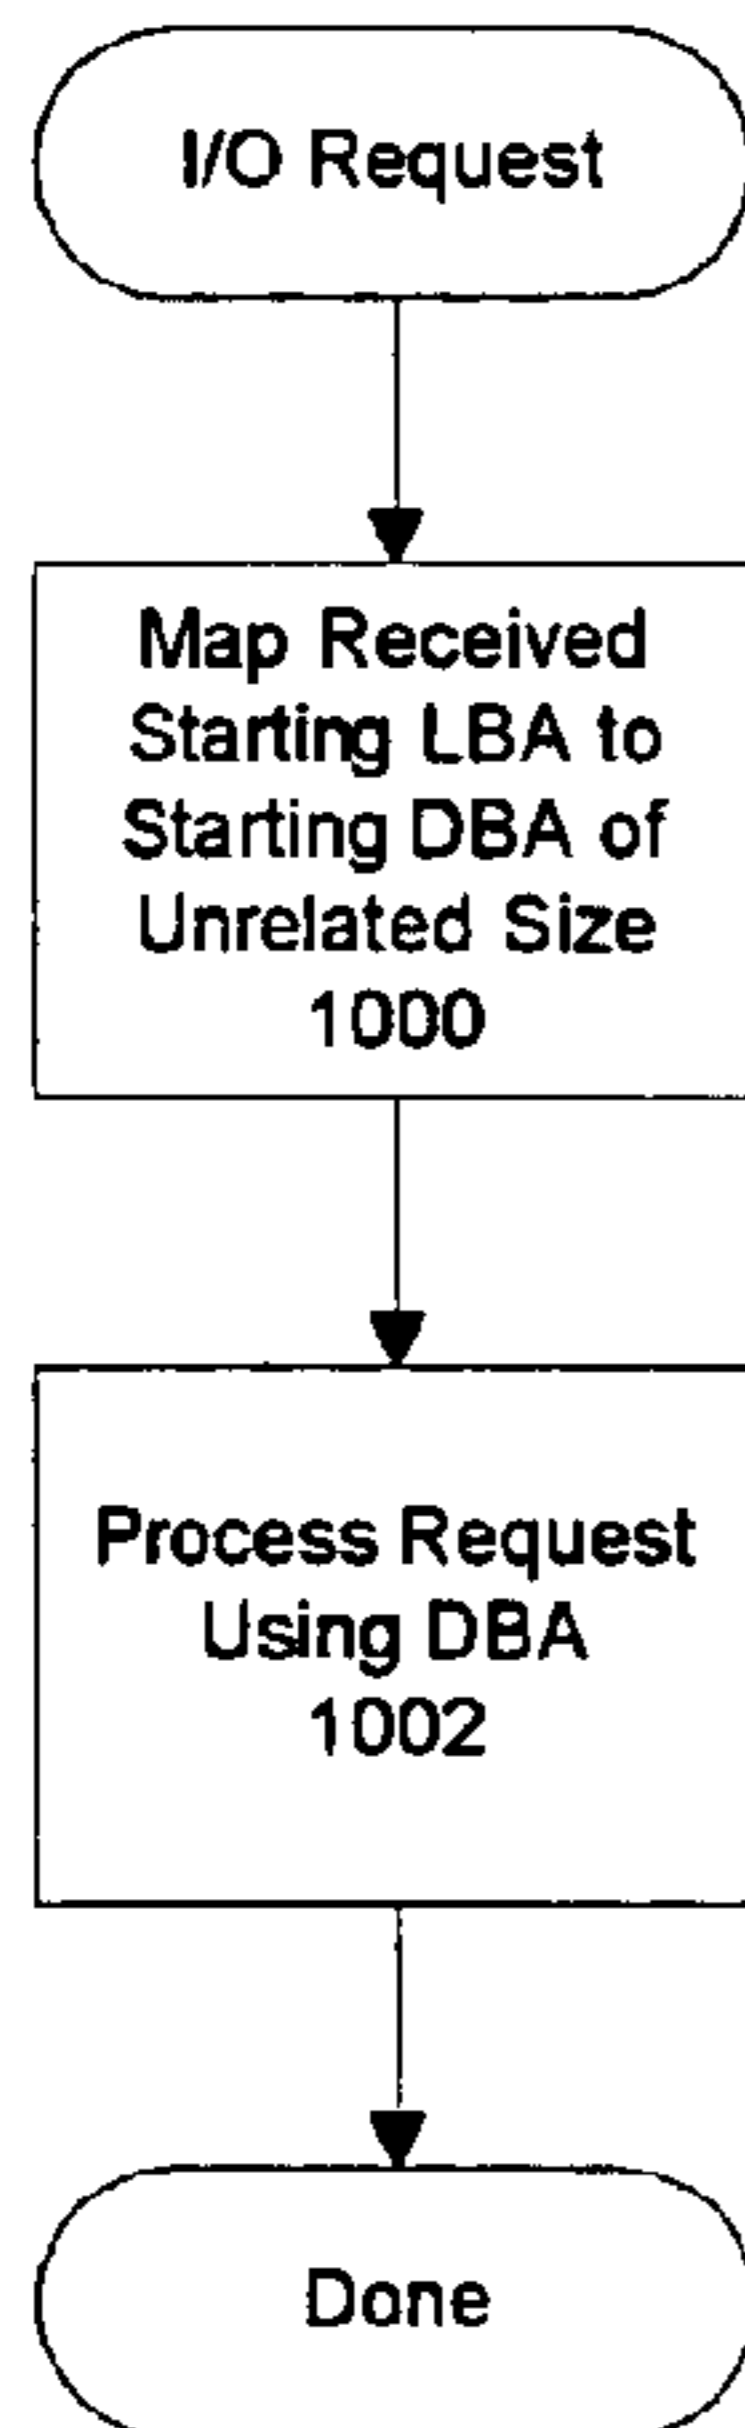 I/O Request
Map Received
Starting LBA to
Starting DBA of
Unrelated Size
1000
Process Request
Using DBA
1002
Done